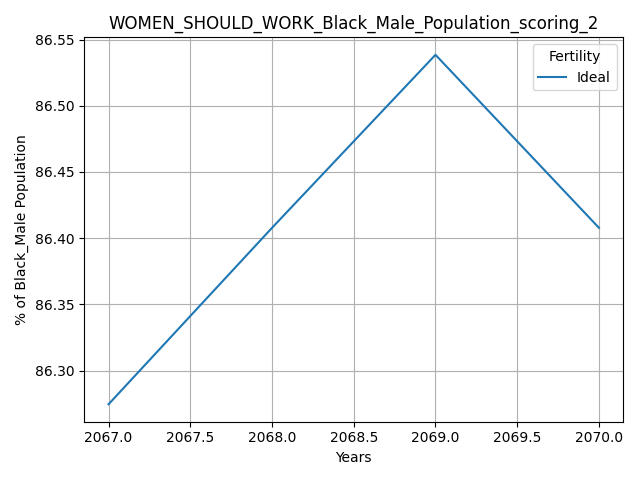 WOMEN_SHOULD_WORK_Black_Male_Population_scoring_2
86.55
86.50
86.45
86.40
86.35
86.30
% of Black_Male Population
Fertility
Ideal
2067.0 2067.5 2068.0 2068.5 2069.0 2069.5 2070.0
Years